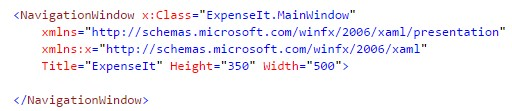 <NavigationWindow x:Class="ExpenseIt.MainWindow"
xmlns="http://schemas.microsoft.com/winfx/2006/xaml/presentation"
xmlns:x="http://schemas.microsoft.com/winfx/2006/xaml"
Title="ExpenseIt" Height="350" Width="500">
</NavigationWindow>